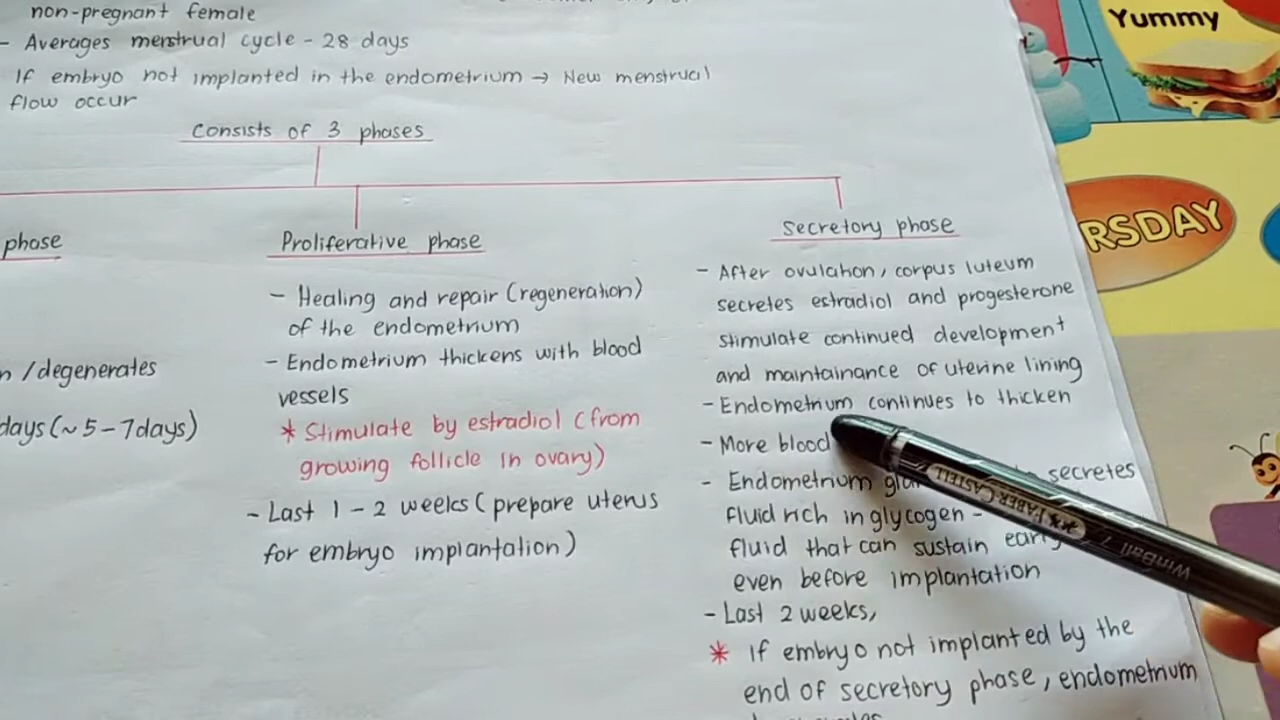 non-pregnant female
- Averages menstrual cycle - 28 days
If embryo not implanted in the endometrium → New menstrual
flow occur
Consists of 3 phases
phase
/degenerates
days (~ 5 - 7 days)
Proliferative phase
- Healing and repair (regeneration)
of the endometrium
- Endometrium thickens with blood
vessels
* Stimulate by estradiol (from
growing follicle in ovary)
- Last 1 - 2 weeks ( prepare uterus
for embryo implantation)
Secretory phase
- After ovulation, corpus luteum
secretes estradiol and progesterone
stimulate continued development
and maintainance of uterine lining
- Endometrium continues to thicken
- More blood
- Endometrium secretes
fluid rich in glycogen -
fluid that can sustain
even before implantation
- Last 2 weeks,
* If embryo not implanted by the
end of secretory phase, endometrium
Yummy
RSDAY
FABER-CASTELL
WinBall